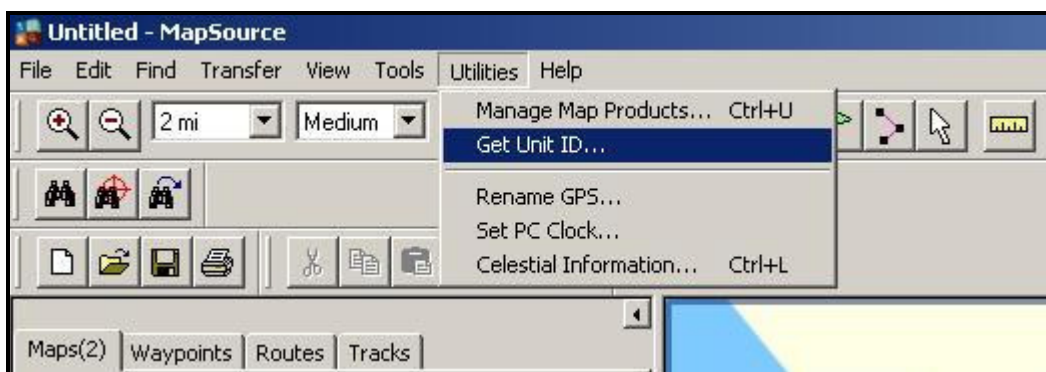 Untitled - MapSource
File Edit Find Transfer View Tools Utilities Help
2 mi Medium
Manage Map Products... Ctrl+U
Get Unit ID...
Rename GPS...
Set PC Clock...
Celestial Information... Ctrl+L
Maps(2) Waypoints Routes Tracks